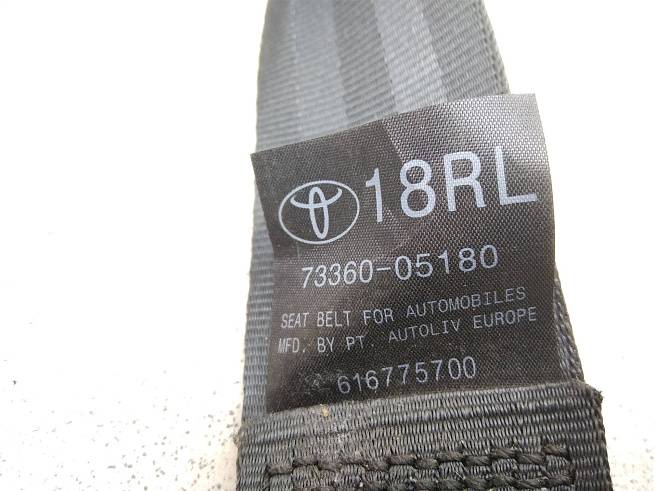 18RL
73360-05180
SEAT BELT FOR AUTOMOBILES
MFD. BY PT. AUTOLIV EUROPE
616775700